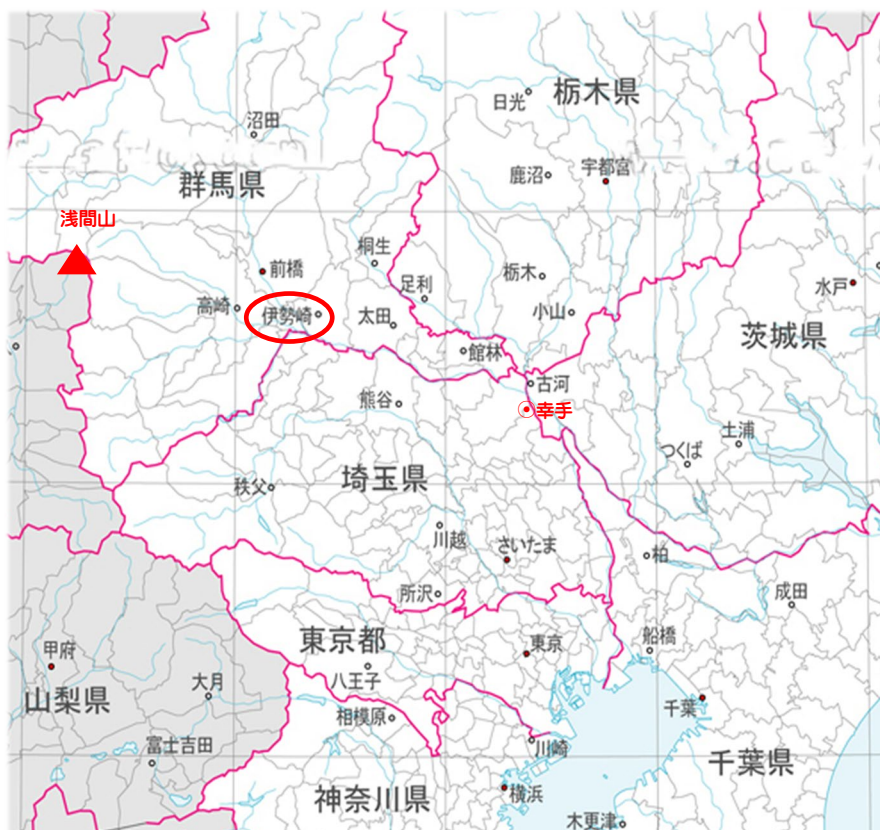 栃木県
日光
沼田
鹿沼
宇都宮
群馬県
浅間山
桐生
前橋
足利
栃木
水戸
高崎
伊勢崎
太田
小山
茨城県
館林
古河
熊谷
幸手
土浦
つくば
秩父
埼玉県
川越
さいたま
柏
所沢
成田
東京都
東京
船橋
甲府
八王子
大月
山梨県
相模原
千葉
富士吉田
川崎
千葉県
神奈川県
横浜
木更津